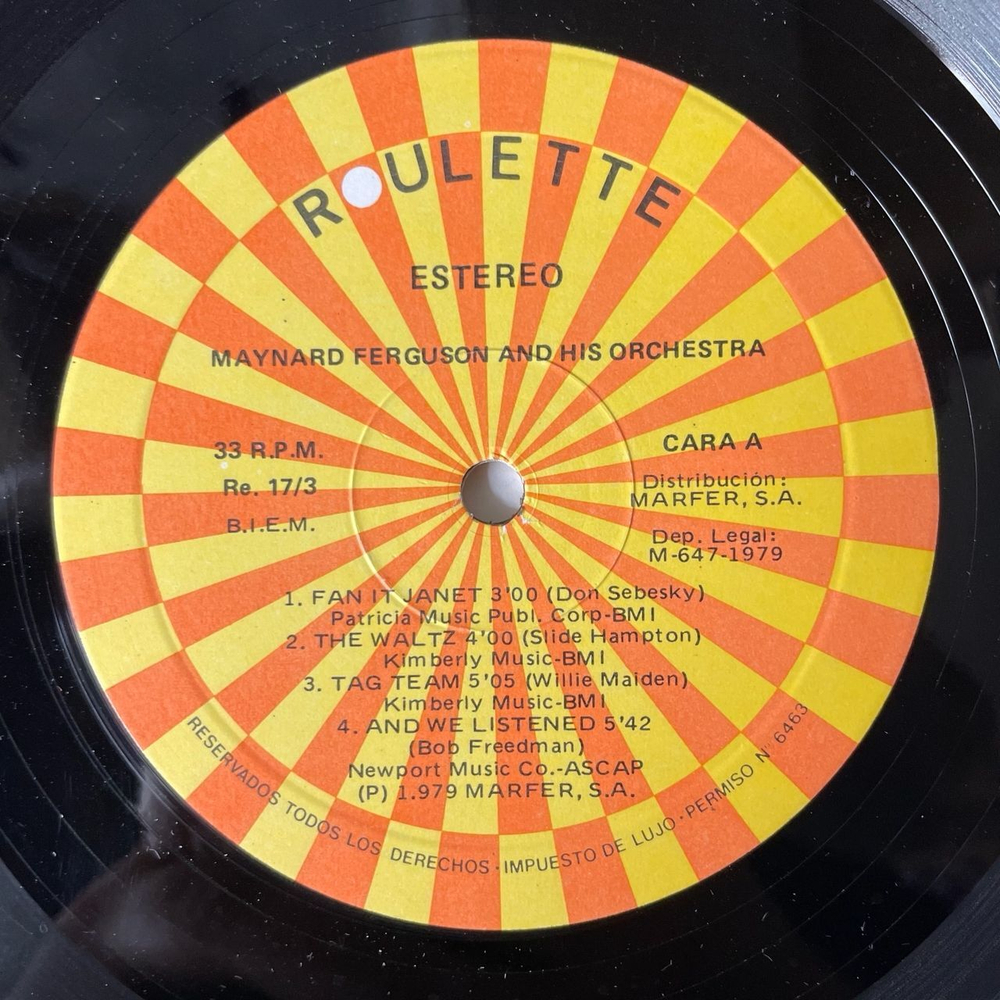 ROULETTE
ESTEREO
MAYNARD FERGUSON AND HIS ORCHESTRA
33 R.P.M.
Re. 17/3
B.I.E.M.
CARA A
Distribución:
MARFER, S.A.
Dep. Legal:
M-647-1979
1. FAN IT JANET 3'00 (Don Sebesky)
Patricia Music Publ. Corp-BMI
2. THE WALTZ 4'00 (Slide Hampton)
Kimberly Music-BMI
3. TAG TEAM 5'05 (Willie Maiden)
Kimberly Music-BMI
4. AND WE LISTENED 5'42
(Bob Freedman)
Newport Music Co.-ASCAP
(P) 1.979 MARFER, S.A.
RESERVADOS TODOS LOS DERECHOS · IMPUESTO DE LUJO · PERMISO N° 6463